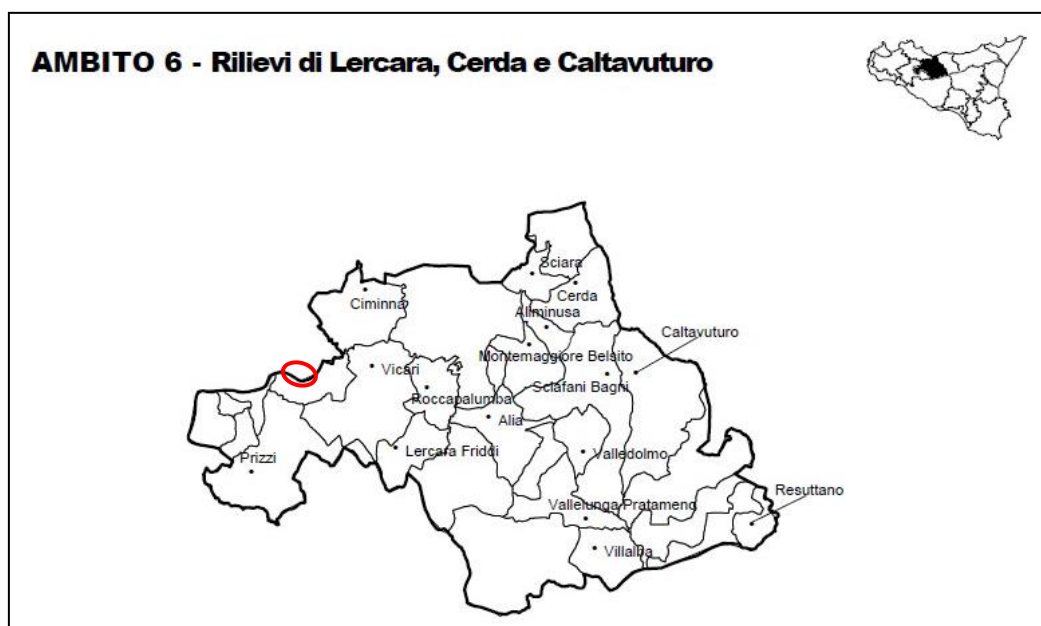 AMBITO 6 - Rilievi di Lercara, Cerda e Caltavuturo
Sciara
Ciminna
Cerda
Aliminusa
Caltavuturo
Montemaggiore Belsito
Vicari
Sclafani Bagni
Roccapalumba
Alia
Lercara Friddi
Valledolmo
Prizzi
Resuttano
Vallelunga Pratameno
Villalba